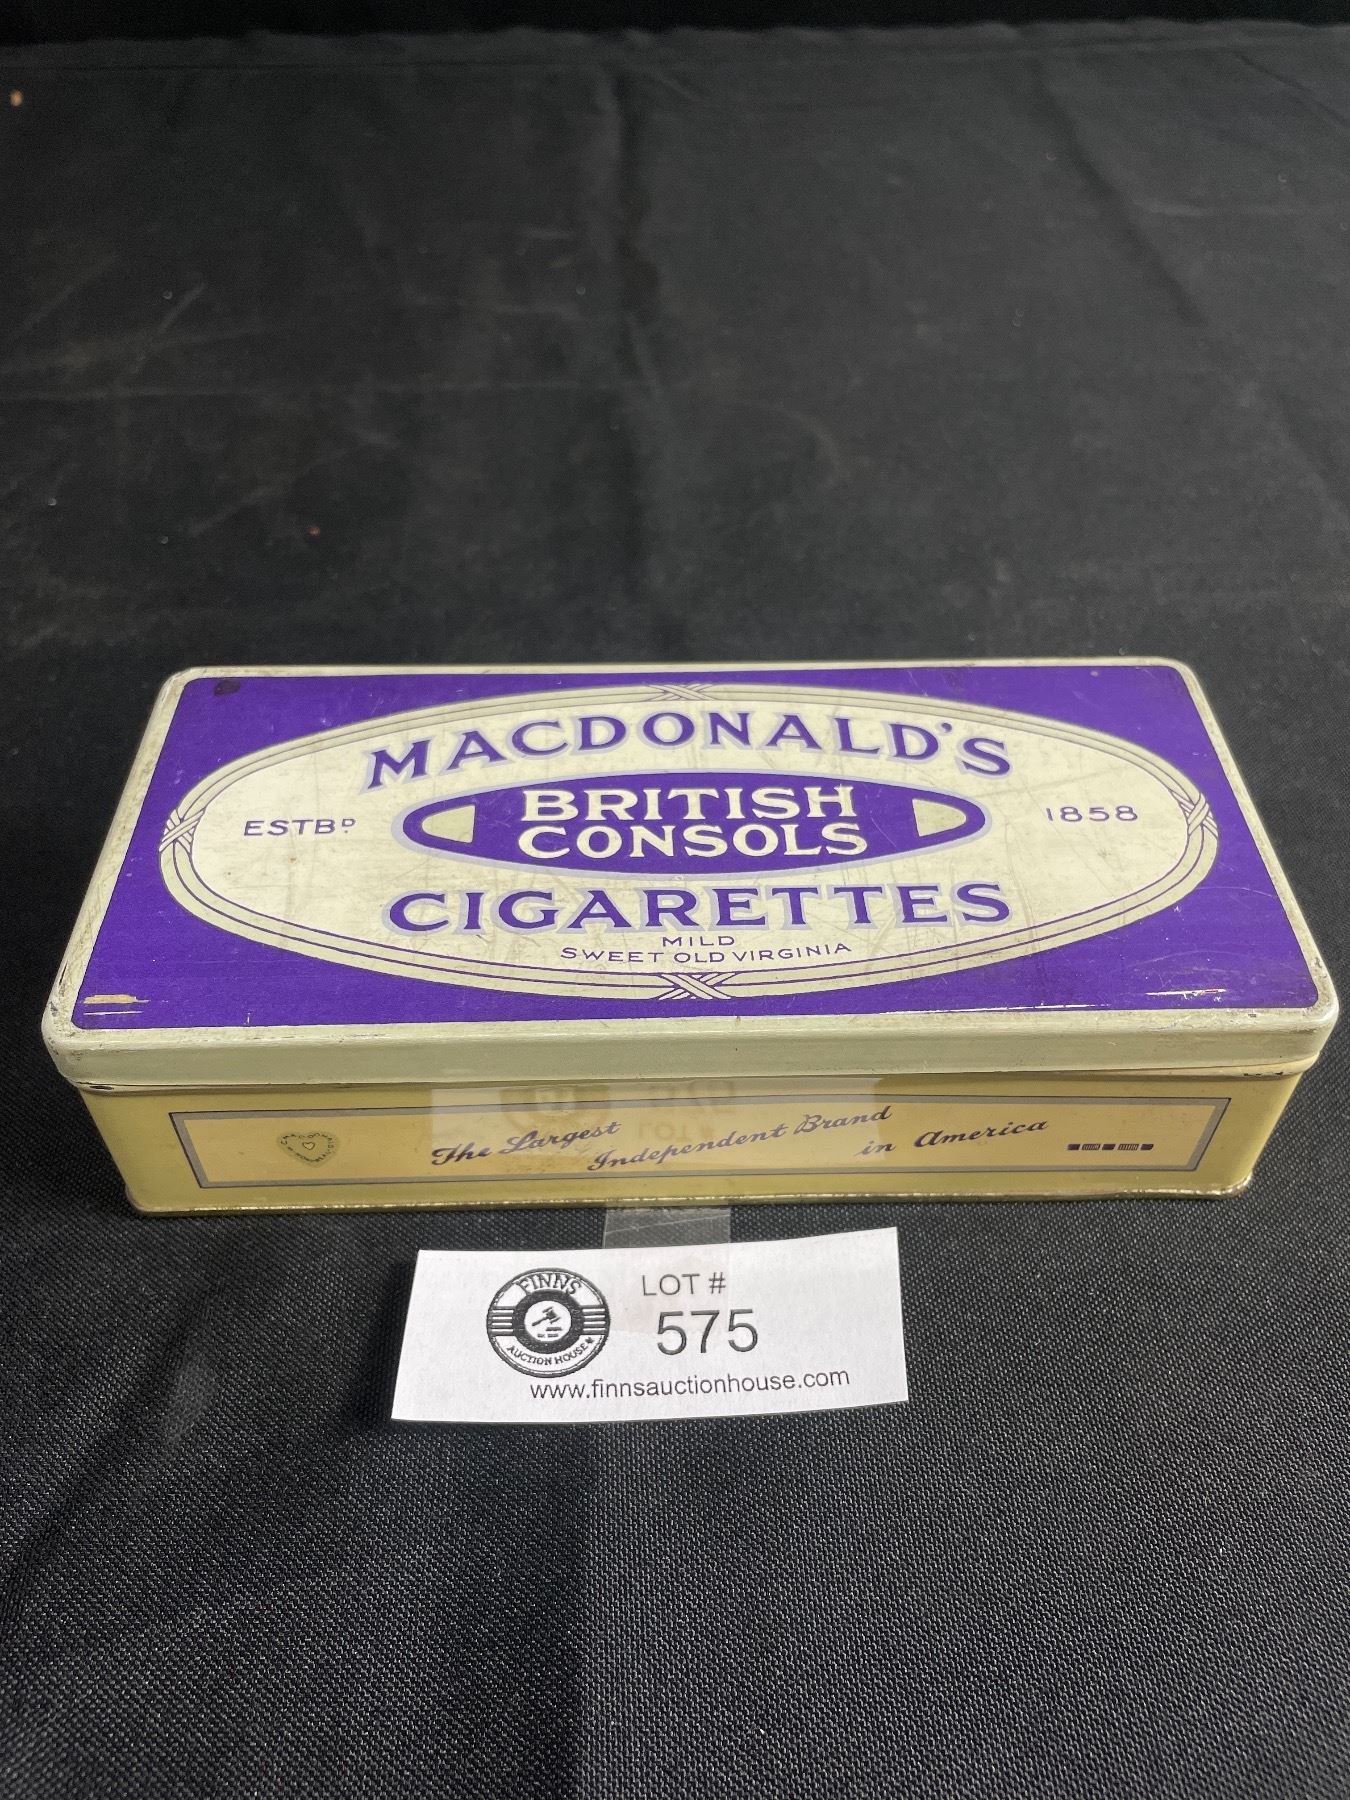 MACDONALD'S
BRITISH
CONSOLS
ESTBD 1858
CIGARETTES
MILD
SWEET OLD VIRGINIA
The Largest
Independent Brand
in America
FINNS
AUCTION HOUSE
LOT #
575
www.finnsauctionhouse.com